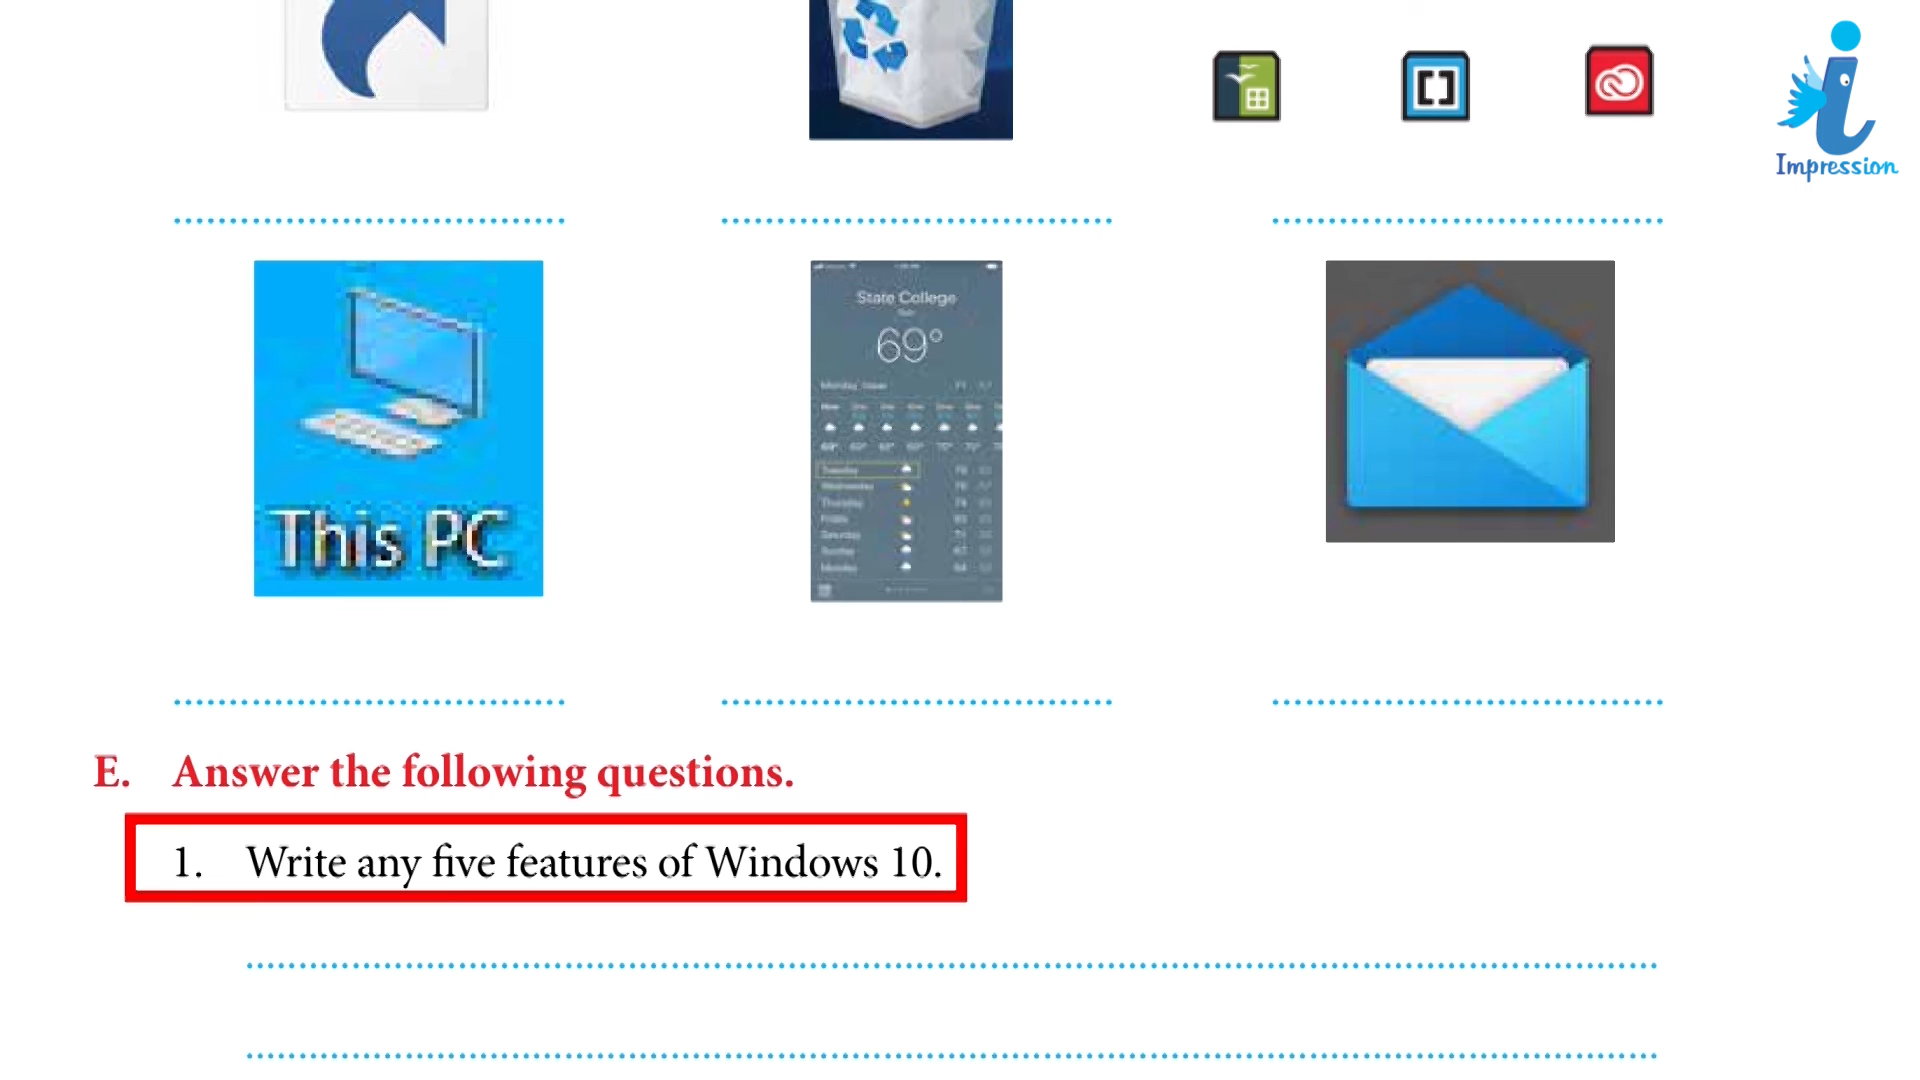 Impression
State College
69°
This PC
E. Answer the following questions.
1. Write any five features of Windows 10.